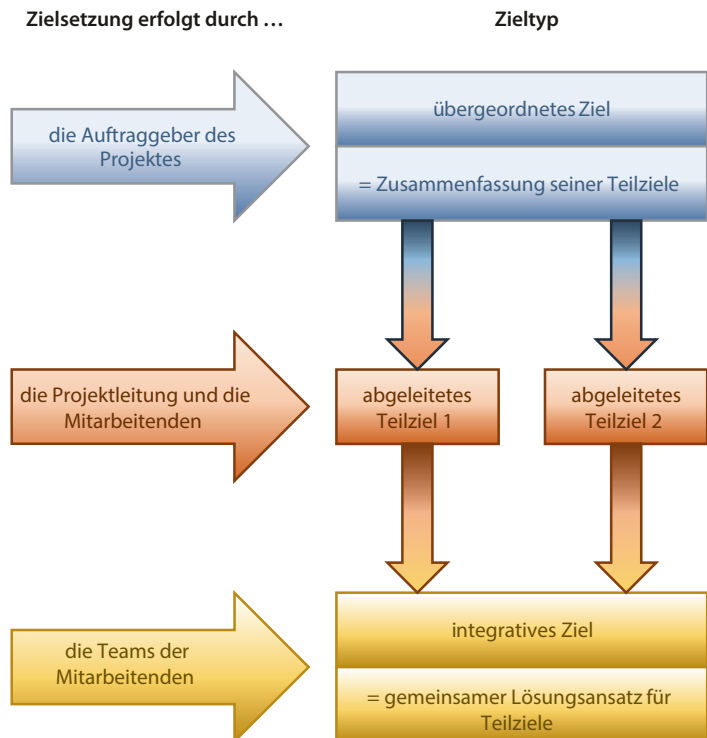 Zielsetzung erfolgt durch …
Zieltyp
die Auftraggeber des
Projektes
übergeordnetes Ziel
= Zusammenfassung seiner Teilziele
die Projektleitung und die
Mitarbeitenden
abgeleitetes
Teilziel 1
abgeleitetes
Teilziel 2
die Teams der
Mitarbeitenden
integratives Ziel
= gemeinsamer Lösungsansatz für
Teilziele